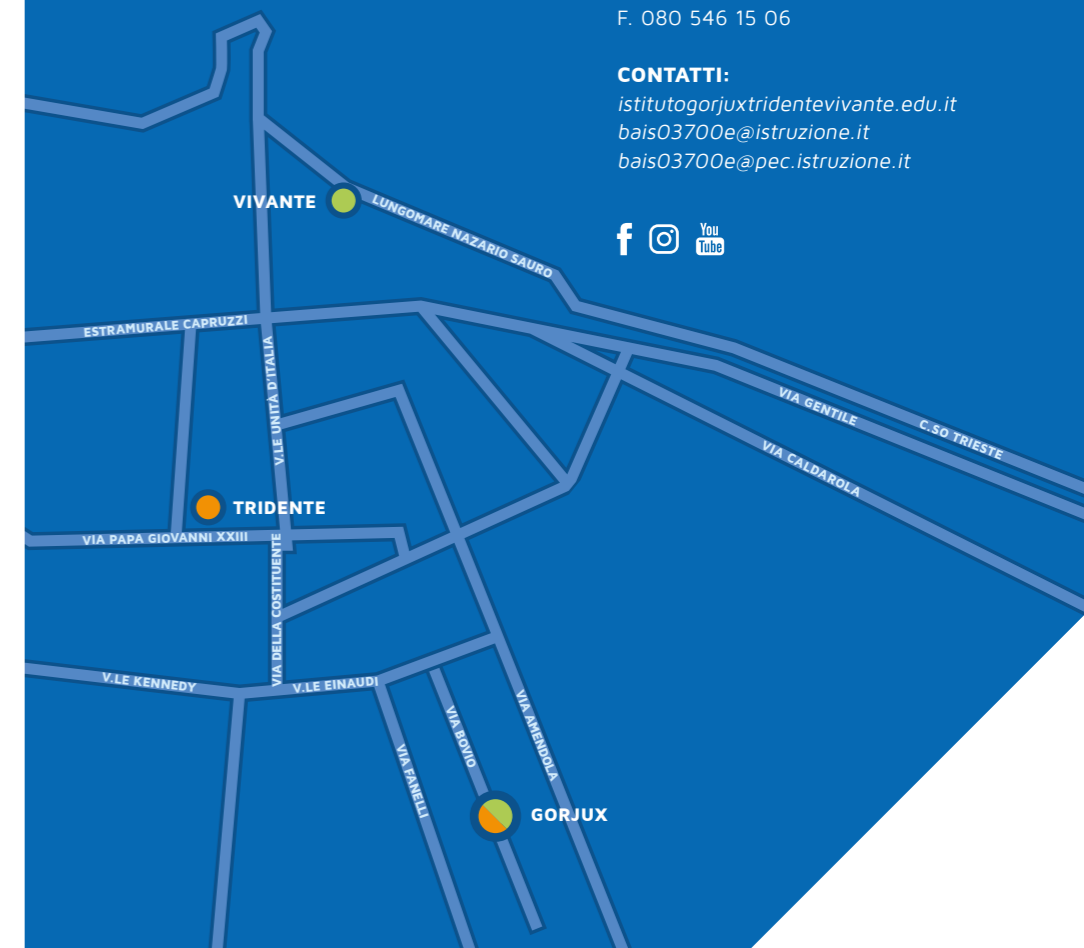 F. 080 546 15 06
CONTATTI:
istitutogorjuxtridentevivante.edu.it
bais03700e@istruzione.it
bais03700e@pec.istruzione.it
You
Tube
VIVANTE
LUNGOMARE NAZARIO SAURO
ESTRAMURALE CAPRUZZI
V.LE UNITÀ D'ITALIA
VIA GENTILE
C.SO TRIESTE
VIA CALDAROLA
TRIDENTE
VIA PAPA GIOVANNI XXIII
VIA DELLA COSTITUENTE
V.LE KENNEDY
V.LE EINAUDI
VIA FANELLI
VIA BOVIO
VIA AMENDOLA
GORJUX